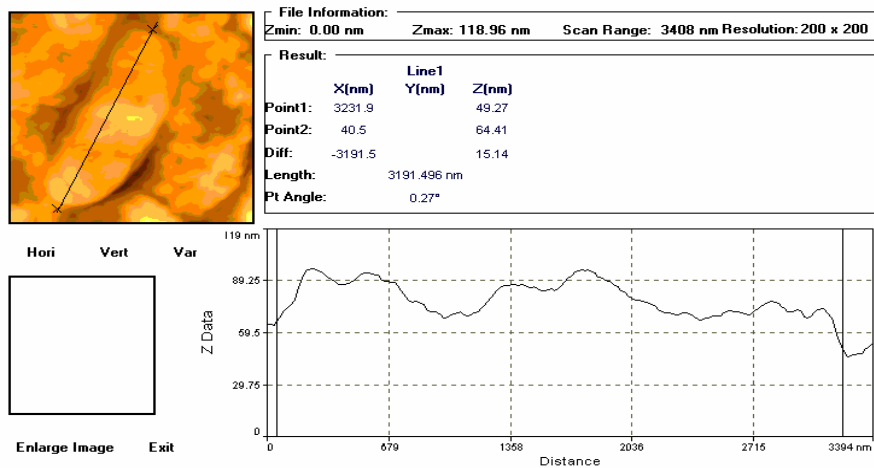 File Information:
Zmin: 0.00 nm Zmax: 118.96 nm Scan Range: 3408 nm Resolution: 200 x 200
Result:
Line1
X(nm) Y(nm) Z(nm)
Point1: 3231.9 49.27
Point2: 40.5 64.41
Diff: -3191.5 15.14
Length: 3191.496 nm
Pt Angle: 0.27°
Hori Vert Var
Enlarge Image Exit
Z Data
119 nm
89.25
59.5
29.75
0
0 679 1358 2036 2715 3394 nm
Distance